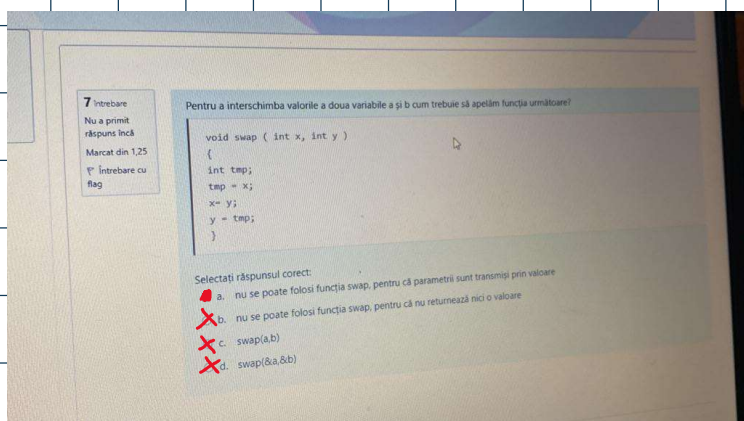 7 Întrebare
Nu a primit
răspuns încă
Marcat din 1,25
Întrebare cu
flag
Pentru a interschimba valorile a doua variabile a și b cum trebuie să apelăm funcția următoare?
void swap ( int x, int y )
{
int tmp;
tmp = x;
x= y;
y = tmp;
}
Selectați răspunsul corect:
a. nu se poate folosi funcția swap, pentru că parametrii sunt transmiși prin valoare
b. nu se poate folosi funcția swap, pentru că nu returnează nici o valoare
c. swap(a,b)
d. swap(&a,&b)